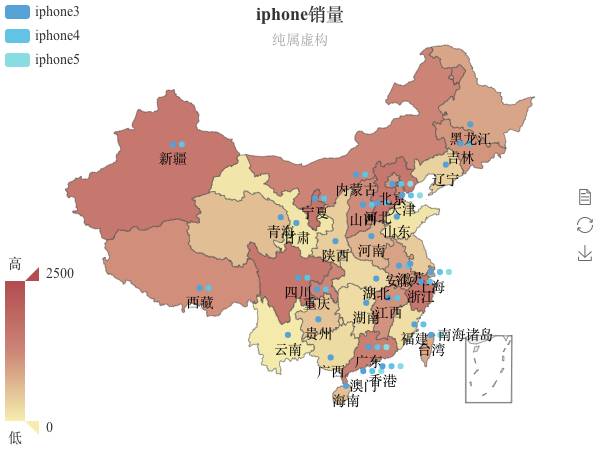 iphone销量
纯属虚构
iphone3
iphone4
iphone5
黑龙江
吉林
辽宁
新疆
内蒙古
北京
天津
宁夏
山西
河北
山东
青海
甘肃
陕西
河南
西藏
四川
重庆
湖北
安徽
江苏
上海
浙江
湖南
江西
贵州
福建
南海诸岛
台湾
云南
广西
广东
香港
澳门
海南
高
2500
0
低